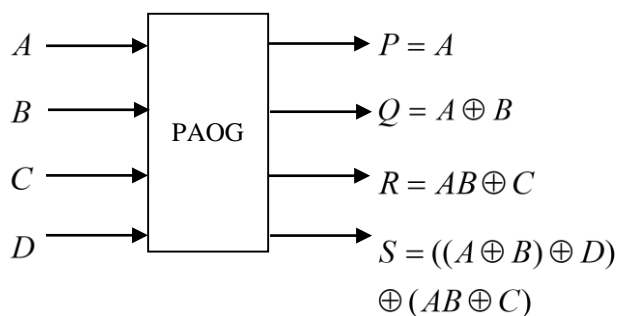 A
P = A
B
Q = A ⊕ B
PAOG
C
R = AB ⊕ C
D
S = ((A ⊕ B) ⊕ D)
⊕ (AB ⊕ C)